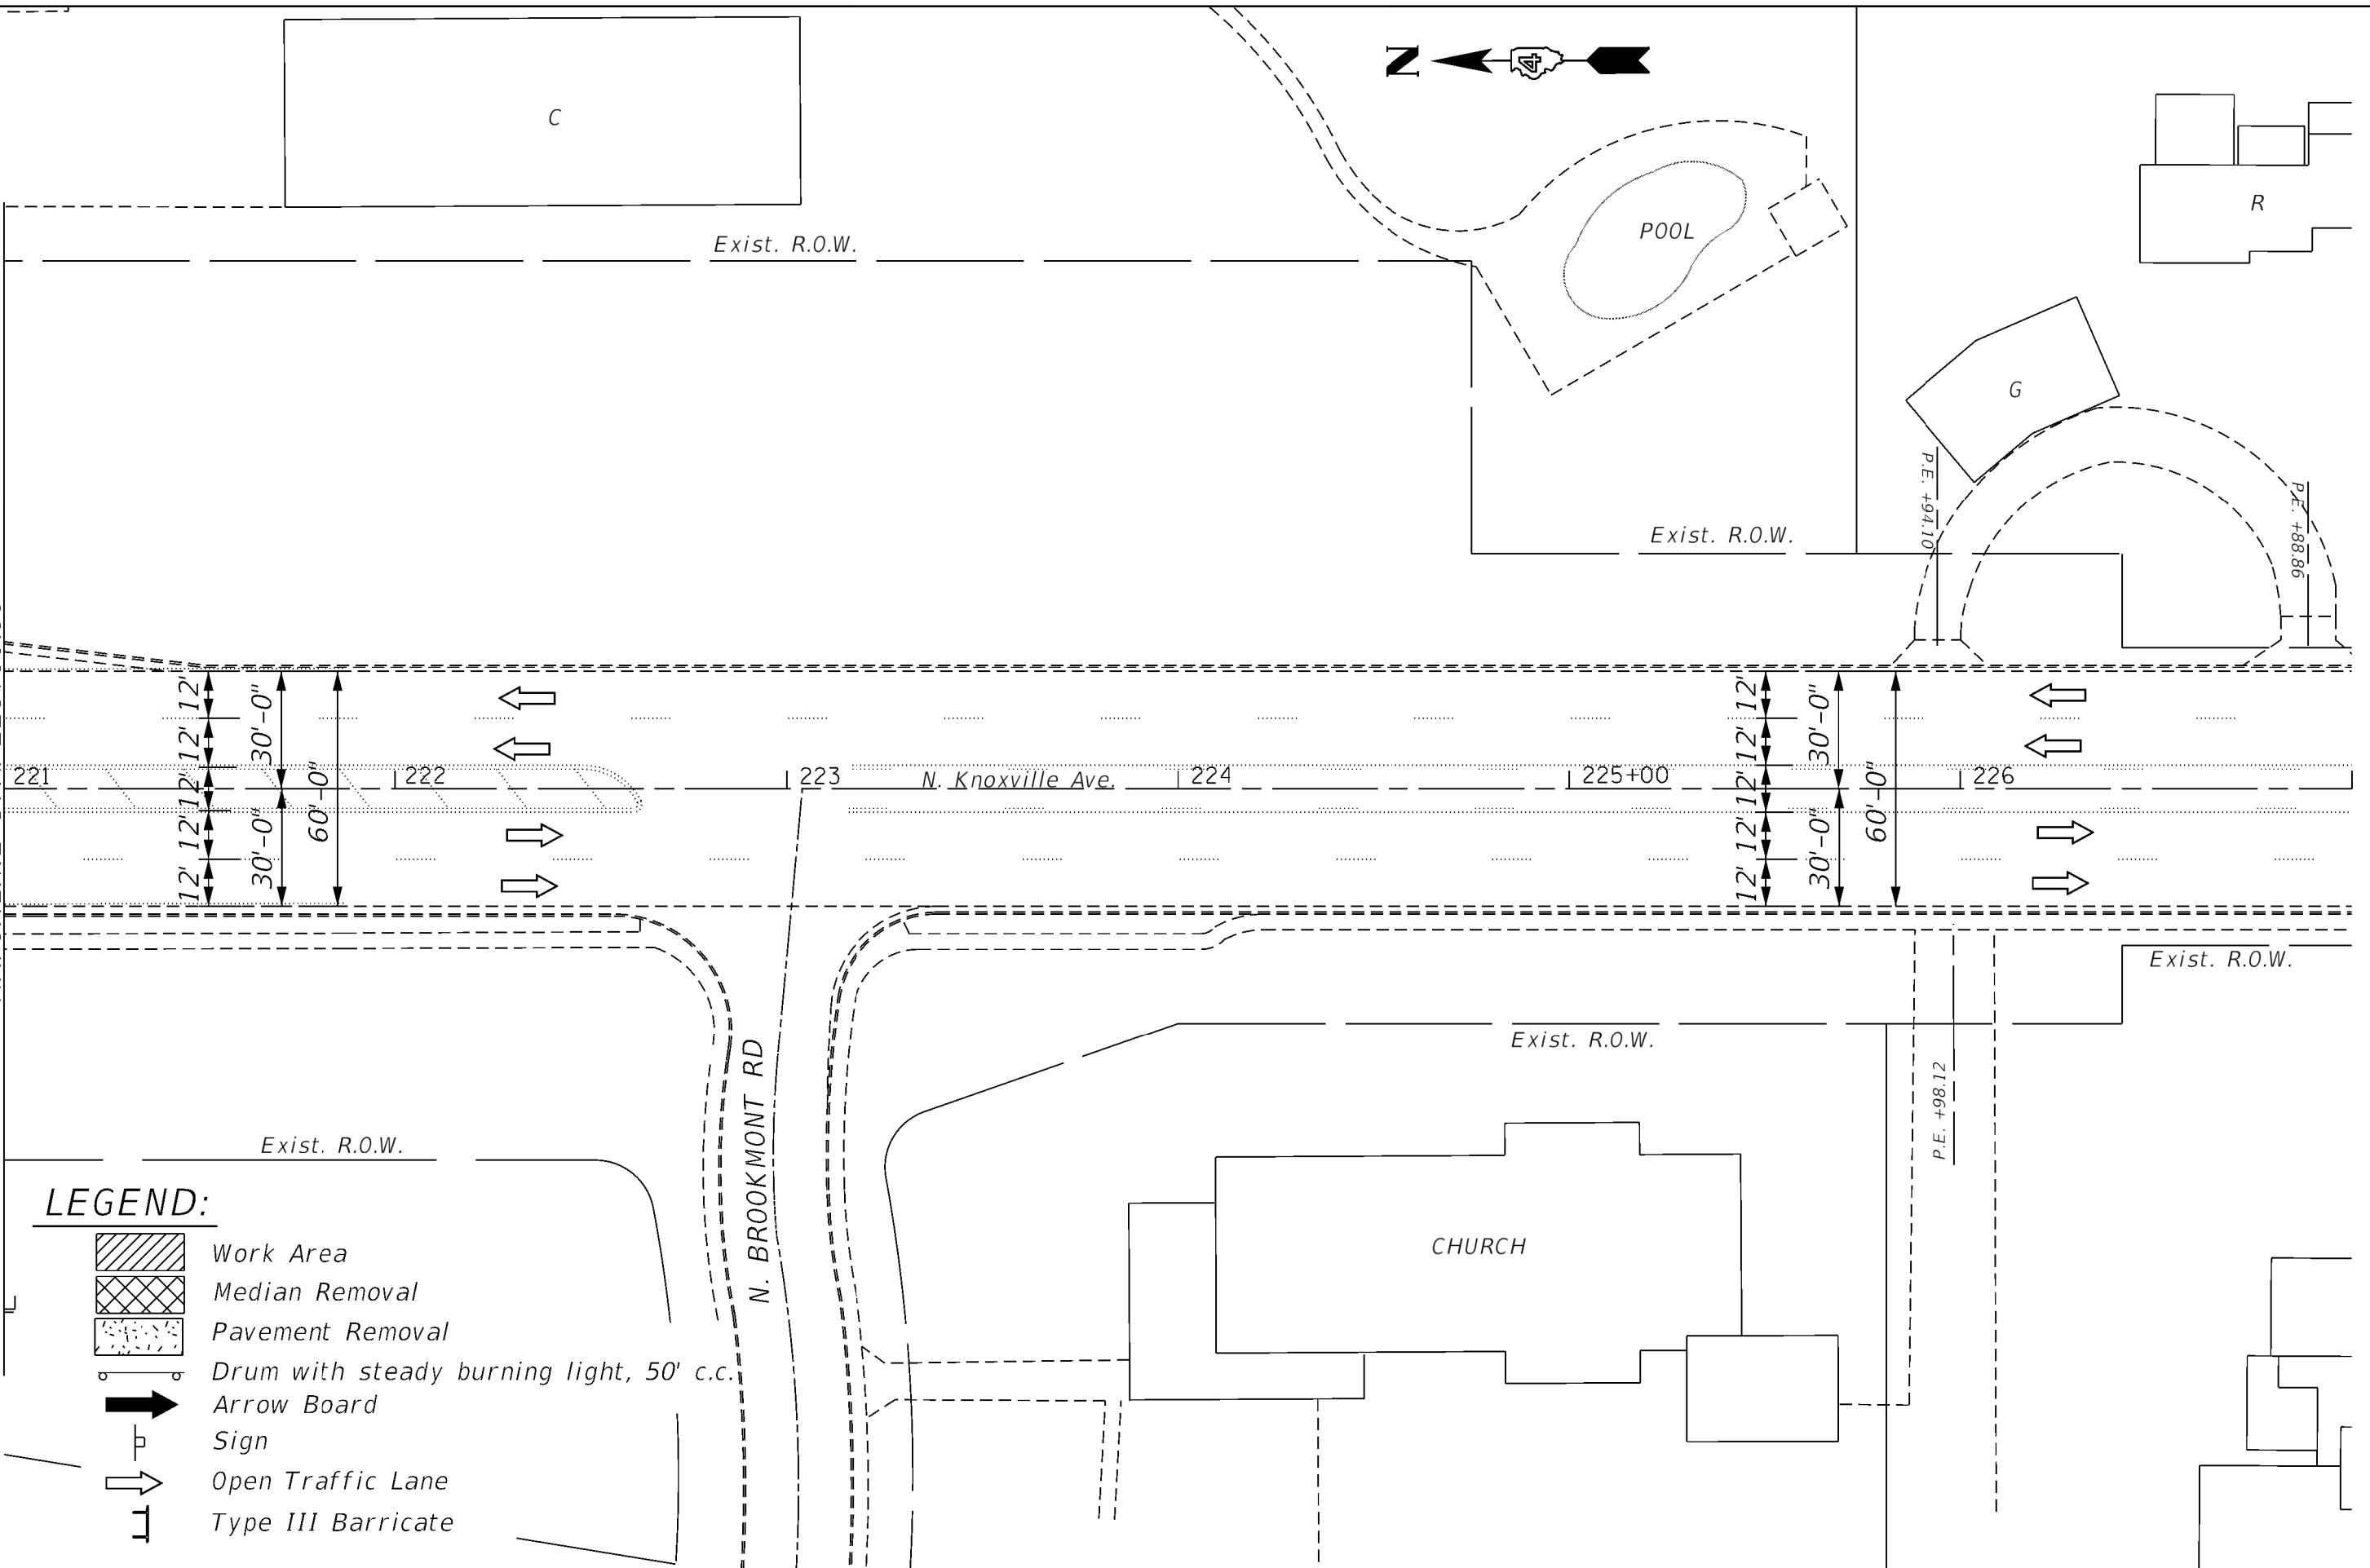 N
4
C
R
Exist. R.O.W.
POOL
G
P.E. +94.10
P.E. +88.86
Exist. R.O.W.
12'
12'
12'
12'
12'
30'-0"
30'-0"
60'-0"
12'
12'
12'
12'
12'
30'-0"
30'-0"
60'-0"
221
222
223
N. Knoxville Ave.
224
225+00
226
Exist. R.O.W.
Exist. R.O.W.
P.E. +98.12
N. BROOKMONT RD
Exist. R.O.W.
CHURCH
LEGEND:
Work Area
Median Removal
Pavement Removal
Drum with steady burning light, 50' c.c.
Arrow Board
Sign
Open Traffic Lane
Type III Barricate